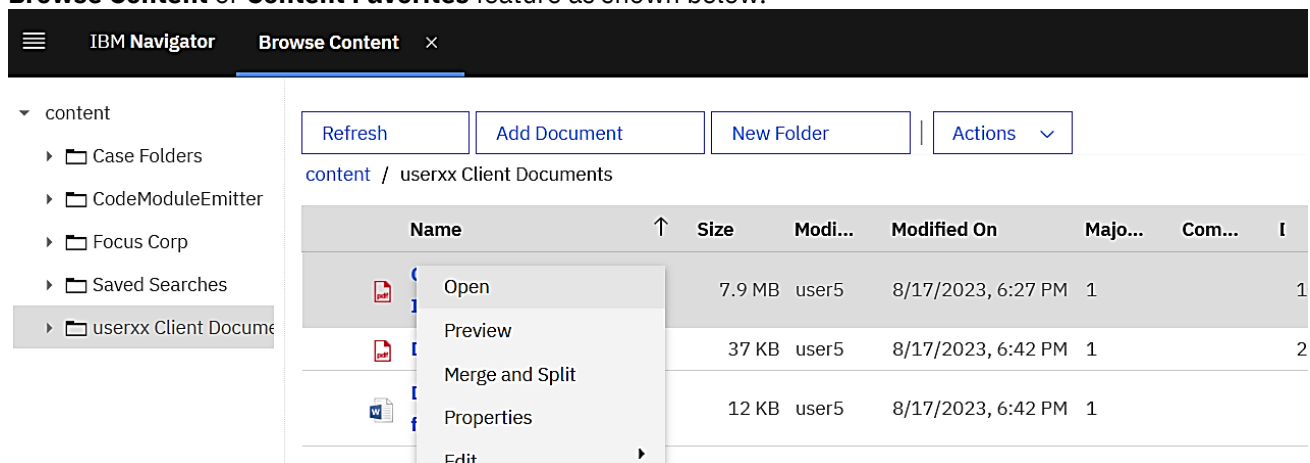 Browse Content or Content Favorites feature as shown below.
IBM Navigator Browse Content ×
content
Case Folders
CodeModuleEmitter
Focus Corp
Saved Searches
userxx Client Docume
Refresh Add Document New Folder Actions
content / userxx Client Documents
Name ↑ Size Modi... Modified On Majo... Com...
7.9 MB user5 8/17/2023, 6:27 PM 1 1
37 KB user5 8/17/2023, 6:42 PM 1 2
12 KB user5 8/17/2023, 6:42 PM 1
Open
Preview
Merge and Split
Properties
Edit